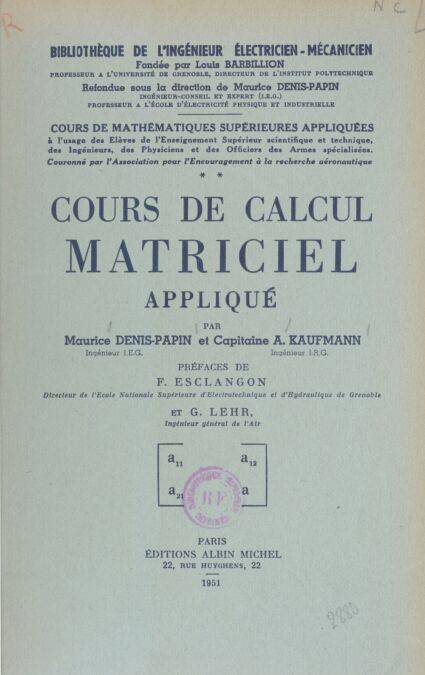 R
N C
BIBLIOTHÈQUE DE L'INGÉNIEUR ÉLECTRICIEN-MÉCANICIEN
Fondée par Louis BARBILLION
PROFESSEUR A L'UNIVERSITÉ DE GRENOBLE, DIRECTEUR DE L'INSTITUT POLYTECHNIQUE
Refondue sous la direction de Maurice DENIS-PAPIN
INGÉNIEUR-CONSEIL ET EXPERT (I.E.G.)
PROFESSEUR A L'ÉCOLE D'ÉLECTRICITÉ PHYSIQUE ET INDUSTRIELLE
COURS DE MATHÉMATIQUES SUPÉRIEURES APPLIQUÉES
à l'usage des Elèves de l'Enseignement Supérieur scientifique et technique,
des Ingénieurs, des Physiciens et des Officiers des Armes spécialisées.
Couronné par l'Association pour l'Encouragement à la recherche aéronautique
* *
COURS DE CALCUL
MATRICIEL
APPLIQUÉ
PAR
Maurice DENIS-PAPIN et Capitaine A. KAUFMANN
Ingénieur I.E.G. Ingénieur I.R.G.
PRÉFACES DE
F. ESCLANGON
Directeur de l'Ecole Nationale Supérieure d'Electrotechnique et d'Hydraulique de Grenoble
ET G. LEHR,
Ingénieur général de l'Air
a11 a12
a21 a
RF
PARIS
ÉDITIONS ALBIN MICHEL
22, RUE HUYGHENS, 22
1951
2280